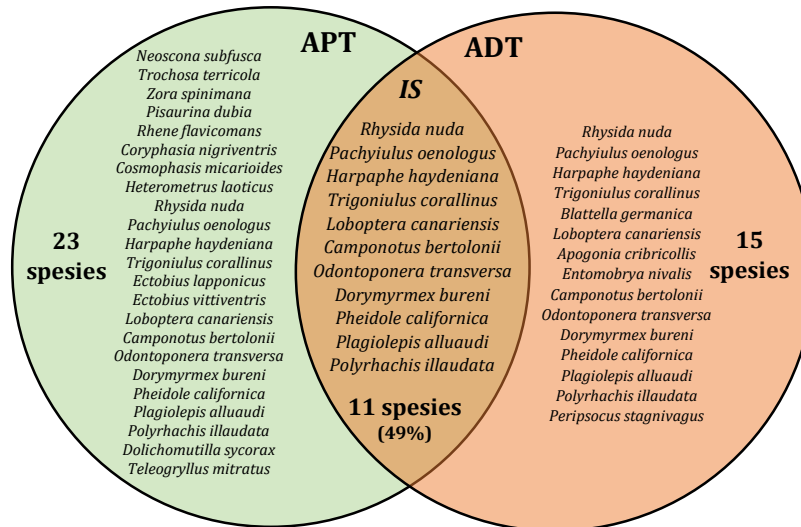 APT
Neoscona subfusca
Trochosa terricola
Zora spinimana
Pisaurina dubia
Rhene flavicomans
Coryphasia nigriventris
Cosmophasis micarioides
Heterometrus laoticus
Rhysida nuda
Pachyiulus oenologus
Harpaphe haydeniana
Trigoniulus corallinus
Ectobius lapponicus
Ectobius vittiventris
Loboptera canariensis
Camponotus bertolonii
Odontoponera transversa
Dorymyrmex bureni
Pheidole californica
Plagiolepis alluaudi
Polyrhachis illaudata
Dolichomutilla sycorax
Teleogryllus mitratus
23
spesies
IS
Rhysida nuda
Pachyiulus oenologus
Harpaphe haydeniana
Trigoniulus corallinus
Loboptera canariensis
Camponotus bertolonii
Odontoponera transversa
Dorymyrmex bureni
Pheidole californica
Plagiolepis alluaudi
Polyrhachis illaudata
11 spesies
(49%)
ADT
Rhysida nuda
Pachyiulus oenologus
Harpaphe haydeniana
Trigoniulus corallinus
Blattella germanica
Loboptera canariensis
Apogonia cribricollis
Entomobrya nivalis
Camponotus bertolonii
Odontoponera transversa
Dorymyrmex bureni
Pheidole californica
Plagiolepis alluaudi
Polyrhachis illaudata
Peripsocus stagnivagus
15
spesies